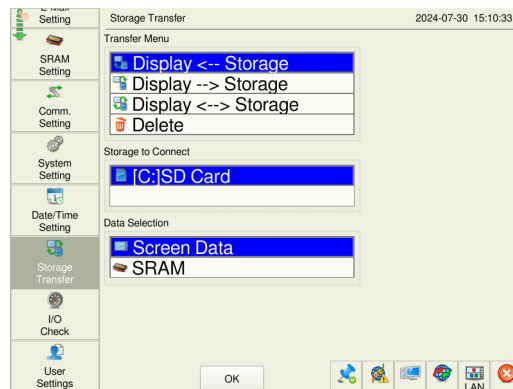 E-Mail
Setting
SRAM
Setting
Comm.
Setting
System
Setting
Date/Time
Setting
Storage
Transfer
I/O
Check
User
Settings
Storage Transfer
2024-07-30 15:10:33
Transfer Menu
Display <-- Storage
Display --> Storage
Display <--> Storage
Delete
Storage to Connect
[C:]SD Card
Data Selection
Screen Data
SRAM
OK
LAN